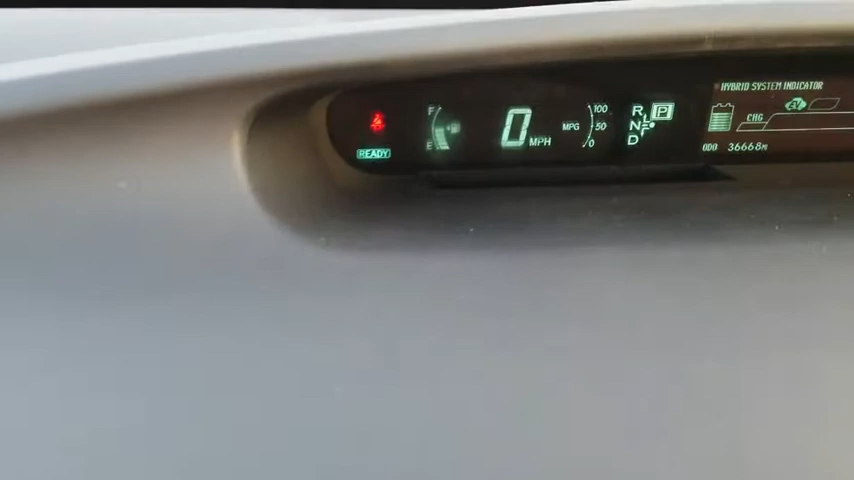 READY
F
E
0 MPH
MPG
100
50
0
R
N
D
L
F
P
HYBRID SYSTEM INDICATOR
EV
CHG
ODO 36668MI